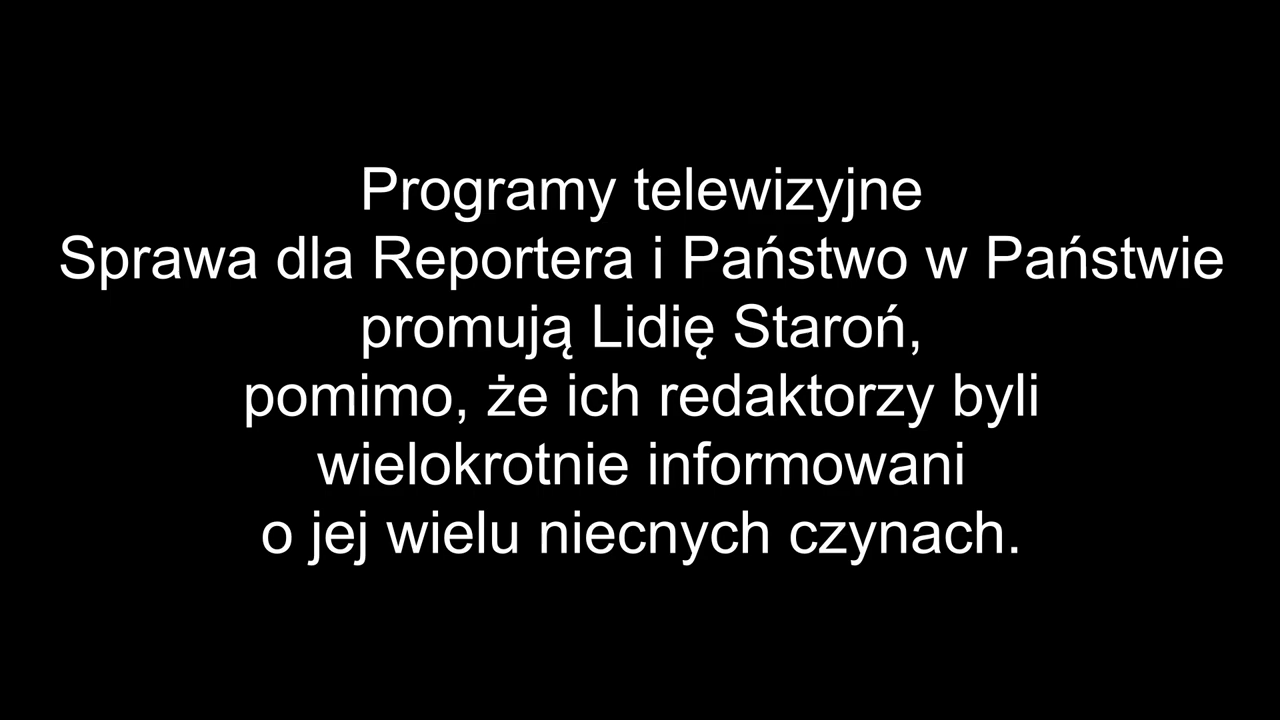 Programy telewizyjne
Sprawa dla Reportera i Państwo w Państwie
promują Lidię Staroń,
pomimo, że ich redaktorzy byli
wielokrotnie informowani
o jej wielu niecnych czynach.